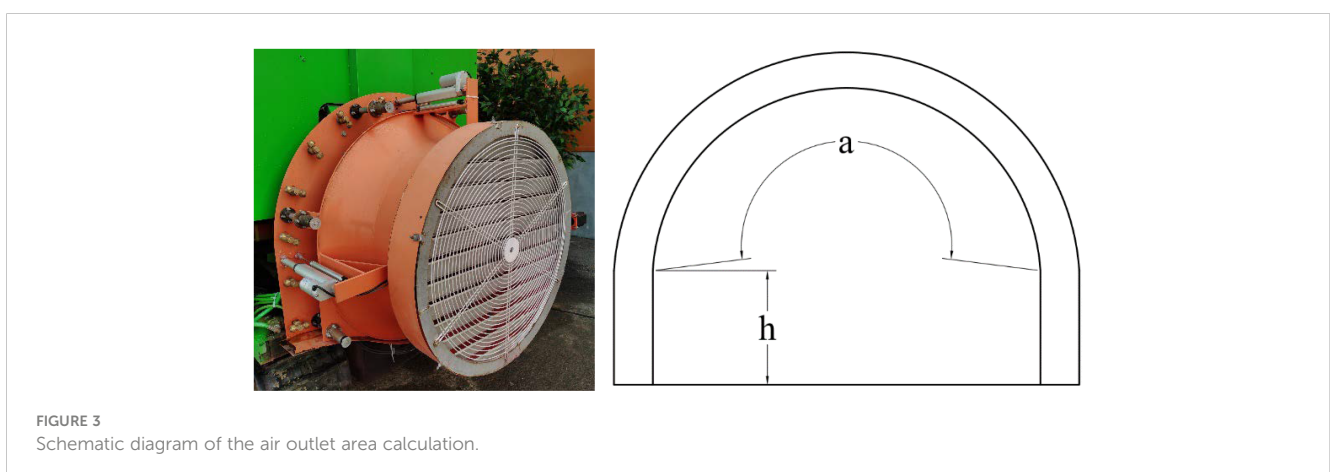 a
h
FIGURE 3
Schematic diagram of the air outlet area calculation.